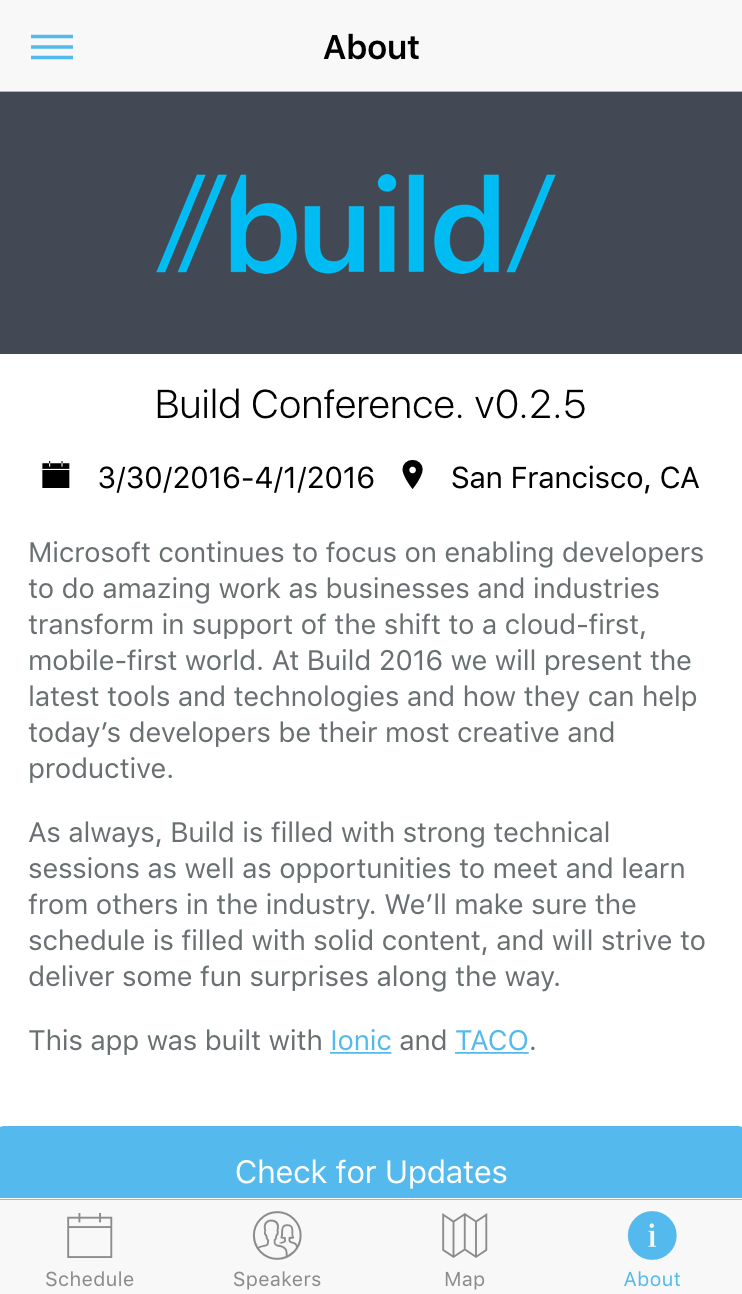 About
//build/
Build Conference. v0.2.5
3/30/2016-4/1/2016 San Francisco, CA
Microsoft continues to focus on enabling developers
to do amazing work as businesses and industries
transform in support of the shift to a cloud-first,
mobile-first world. At Build 2016 we will present the
latest tools and technologies and how they can help
today’s developers be their most creative and
productive.
As always, Build is filled with strong technical
sessions as well as opportunities to meet and learn
from others in the industry. We’ll make sure the
schedule is filled with solid content, and will strive to
deliver some fun surprises along the way.
This app was built with Ionic and TACO.
Check for Updates
Schedule Speakers Map About